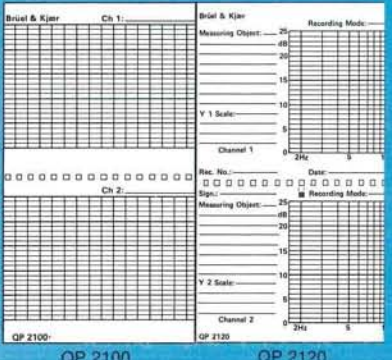 Brüel & Kjær Ch 1:
Ch 2:
QP 2100
Brüel & Kjær
Recording Mode:
Measuring Object:
25
dB
20
15
10
Y 1 Scale:
5
Channel 1
0
2Hz 5
Rec. No.: Date:
Sign.: Recording Mode:
Measuring Object:
25
dB
20
15
10
Y 2 Scale:
5
Channel 2
0
2Hz 5
QP 2120
QP 2100 QP 2120